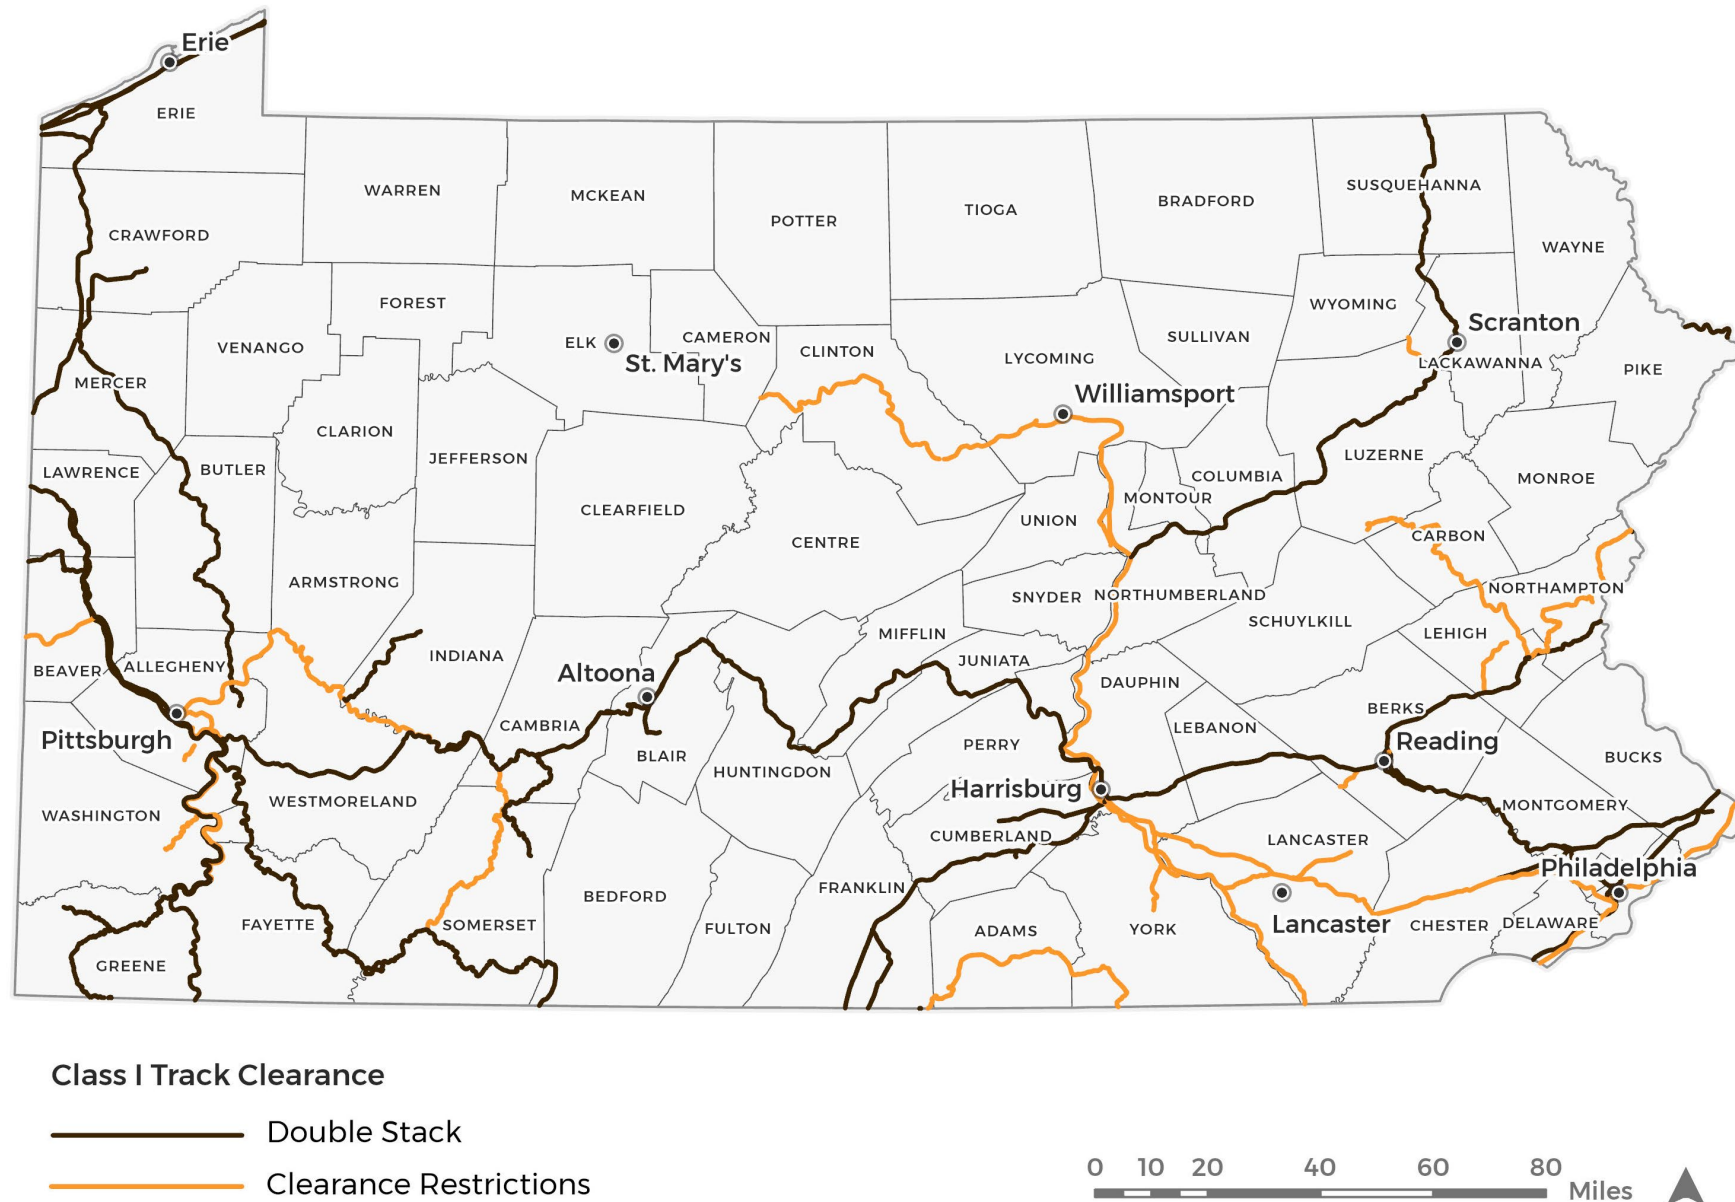 Erie
ERIE
WARREN
MCKEAN
POTTER
TIOGA
BRADFORD
SUSQUEHANNA
WAYNE
CRAWFORD
FOREST
VENANGO
ELK
St. Mary's
CAMERON
CLINTON
LYCOMING
SULLIVAN
WYOMING
Scranton
LACKAWANNA
PIKE
MERCER
Williamsport
CLARION
JEFFERSON
LAWRENCE
BUTLER
CLEARFIELD
CENTRE
UNION
MONTOUR
COLUMBIA
LUZERNE
MONROE
CARBON
ARMSTRONG
SNYDER
NORTHUMBERLAND
SCHUYLKILL
NORTHAMPTON
LEHIGH
MIFFLIN
JUNIATA
BEAVER
ALLEGHENY
INDIANA
Altoona
DAUPHIN
CAMBRIA
BLAIR
HUNTINGDON
PERRY
LEBANON
BERKS
Reading
BUCKS
Pittsburgh
WASHINGTON
WESTMORELAND
Harrisburg
CUMBERLAND
LANCASTER
MONTGOMERY
Philadelphia
FRANKLIN
BEDFORD
FULTON
ADAMS
YORK
Lancaster
CHESTER
DELAWARE
GREENE
FAYETTE
SOMERSET
Class I Track Clearance
Double Stack
Clearance Restrictions
0 10 20 40 60 80
Miles